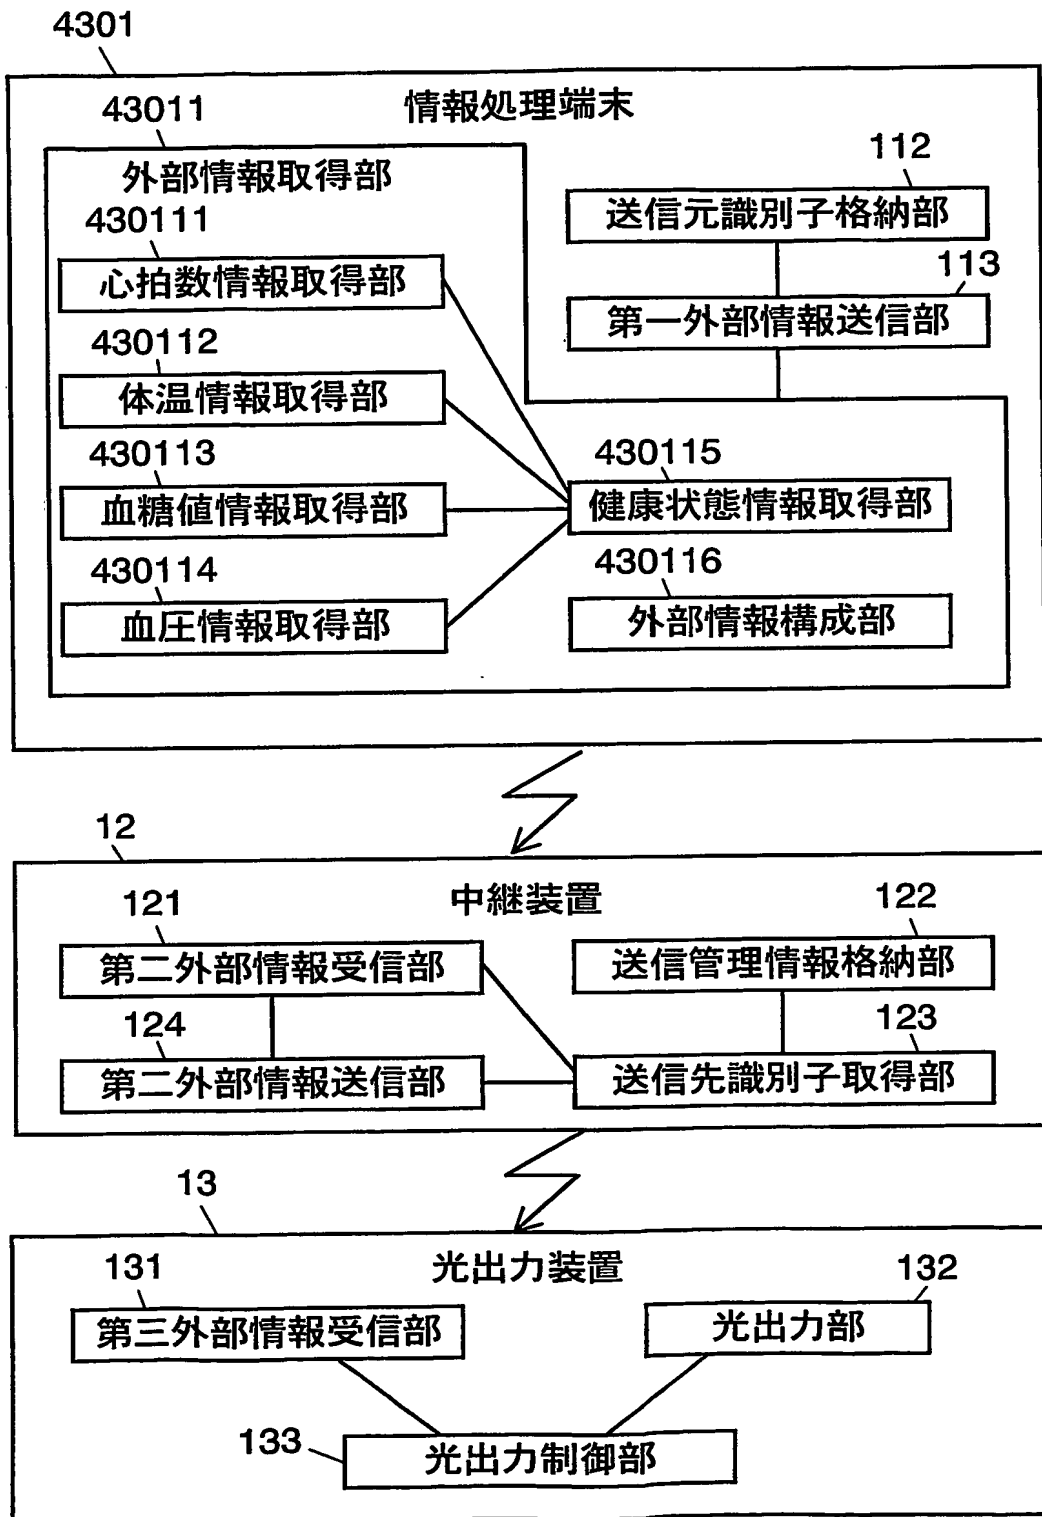 4301
情報処理端末
43011
外部情報取得部
112
送信元識別子格納部
430111
心拍数情報取得部
113
第一外部情報送信部
430112
体温情報取得部
430113
血糖値情報取得部
430115
健康状態情報取得部
430114
血圧情報取得部
430116
外部情報構成部
12
中継装置
121
第二外部情報受信部
122
送信管理情報格納部
124
第二外部情報送信部
123
送信先識別子取得部
13
光出力装置
131
第三外部情報受信部
132
光出力部
133
光出力制御部